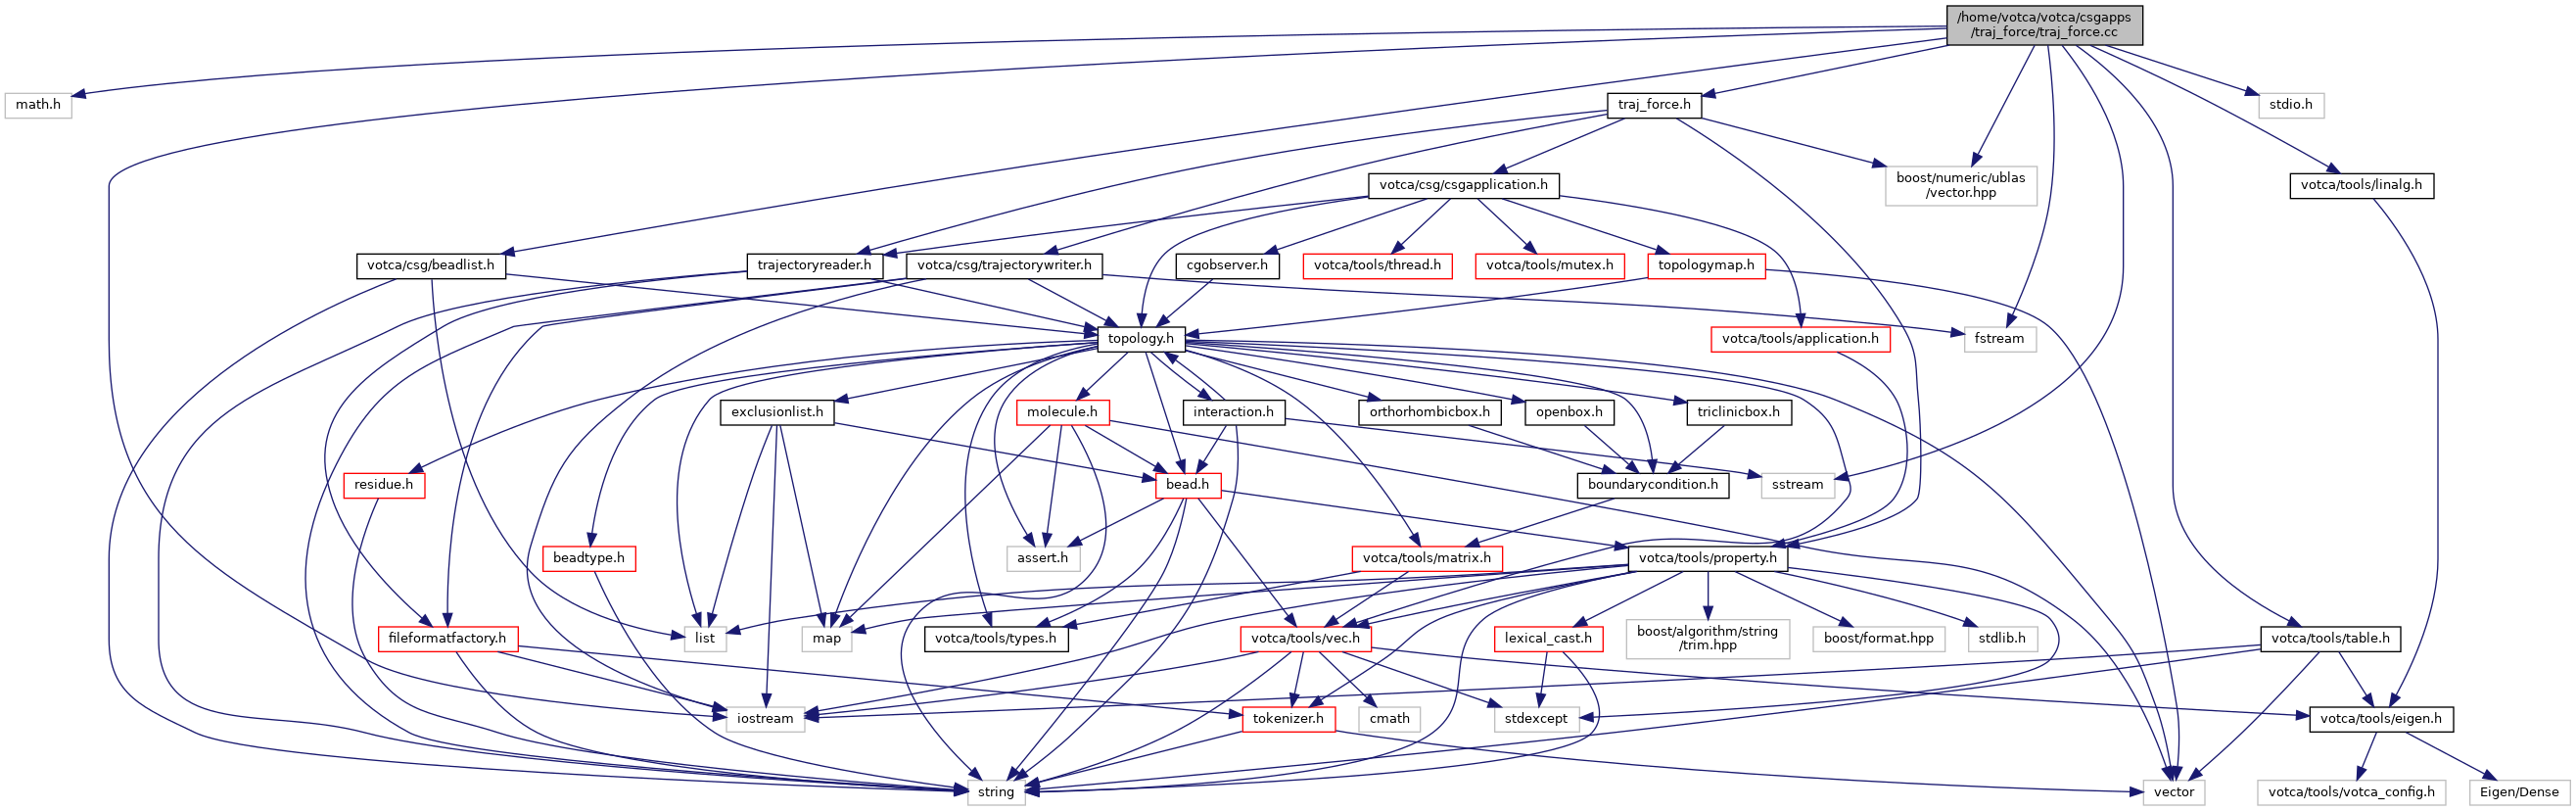 /home/votca/votca/csgapps
/traj_force/traj_force.cc
math.h
traj_force.h
stdio.h
votca/csg/csgapplication.h
boost/numeric/ublas
/vector.hpp
votca/tools/linalg.h
votca/csg/beadlist.h
trajectoryreader.h
votca/csg/trajectorywriter.h
cgobserver.h
votca/tools/thread.h
votca/tools/mutex.h
topologymap.h
topology.h
votca/tools/application.h
fstream
exclusionlist.h
molecule.h
interaction.h
orthorhombicbox.h
openbox.h
triclinicbox.h
residue.h
bead.h
boundarycondition.h
sstream
beadtype.h
assert.h
votca/tools/matrix.h
votca/tools/property.h
fileformatfactory.h
list
map
votca/tools/types.h
votca/tools/vec.h
lexical_cast.h
boost/algorithm/string
/trim.hpp
boost/format.hpp
stdlib.h
votca/tools/table.h
iostream
tokenizer.h
cmath
stdexcept
votca/tools/eigen.h
string
vector
votca/tools/votca_config.h
Eigen/Dense